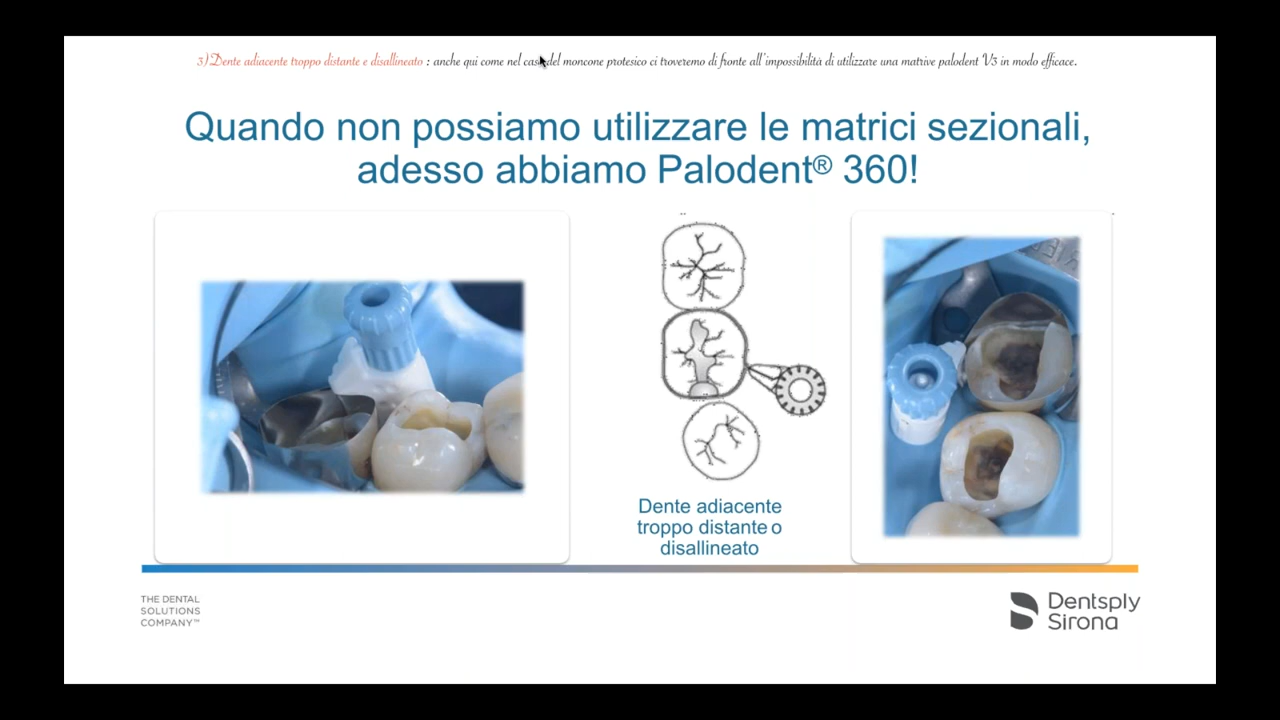 3) Dente adiacente troppo distante e disallineato : anche qui come nel caso del moncone protesico ci troveremo di fronte all'impossibilità di utilizzare una matrive palodent V3 in modo efficace.
Quando non possiamo utilizzare le matrici sezionali,
adesso abbiamo Palodent® 360!
Dente adiacente
troppo distante o
disallineato
THE DENTAL
SOLUTIONS
COMPANY™
Dentsply
Sirona